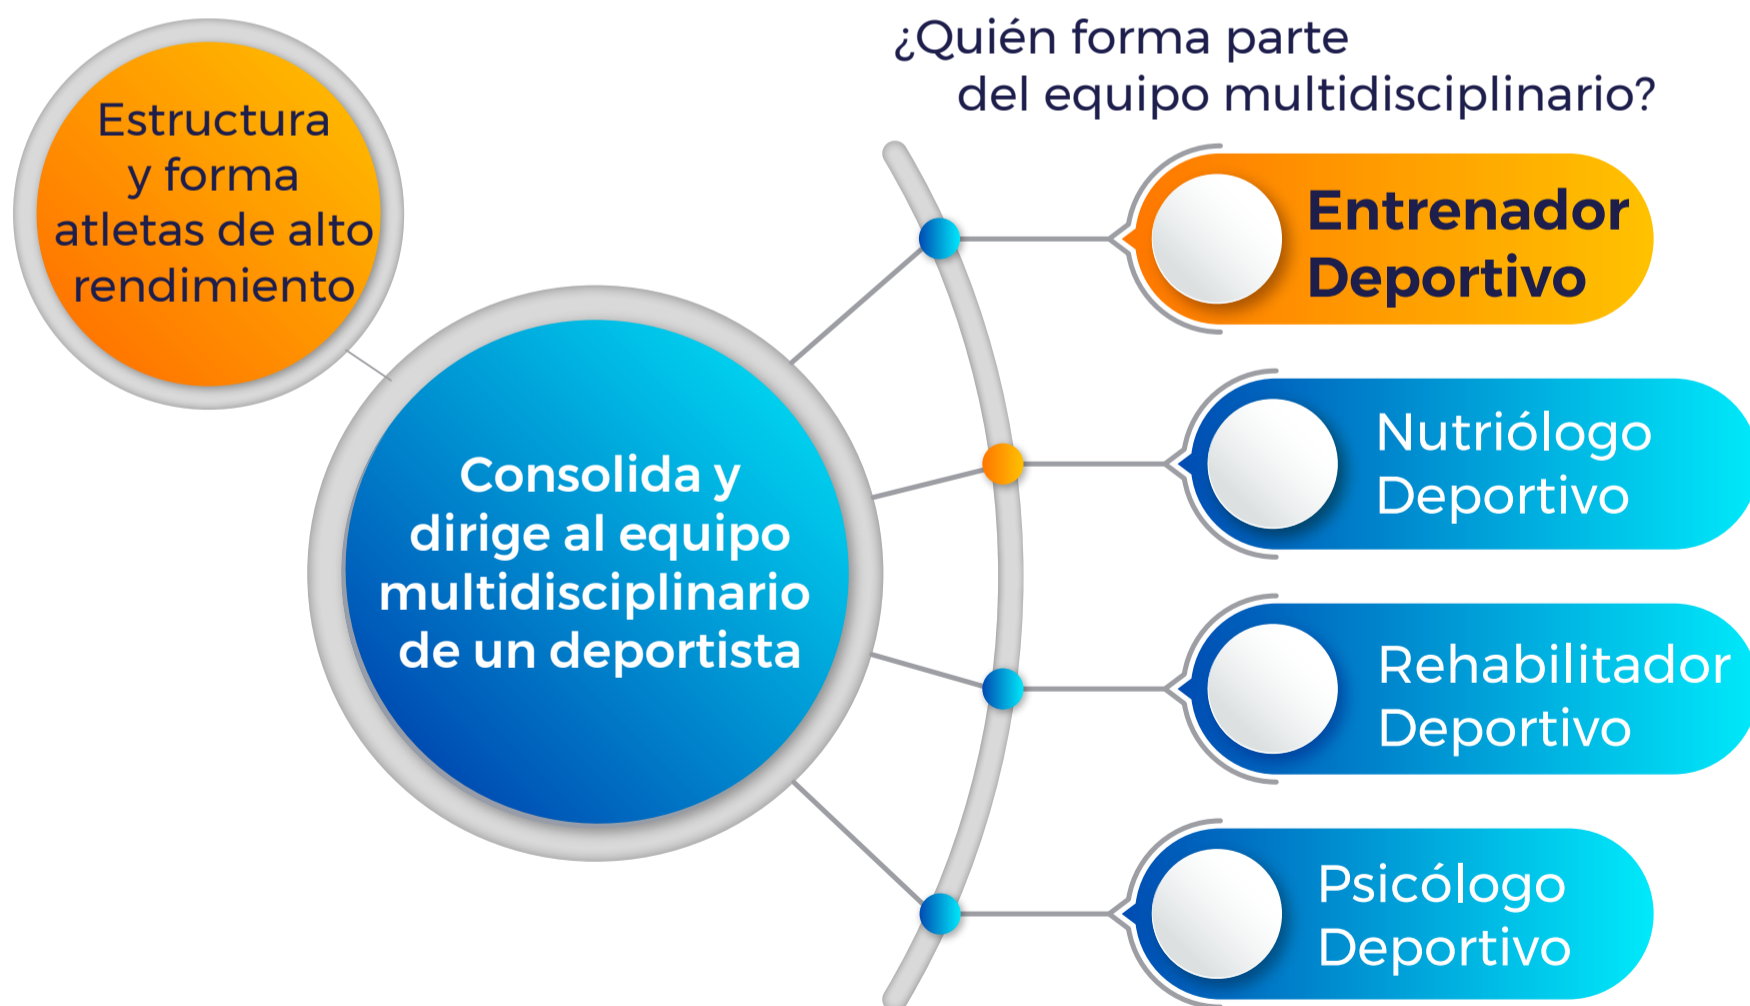 Estructura
y forma
atletas de alto
rendimiento
Consolida y
dirige al equipo
multidisciplinario
de un deportista
¿Quién forma parte
del equipo multidisciplinario?
Entrenador
Deportivo
Nutriólogo
Deportivo
Rehabilitador
Deportivo
Psicólogo
Deportivo